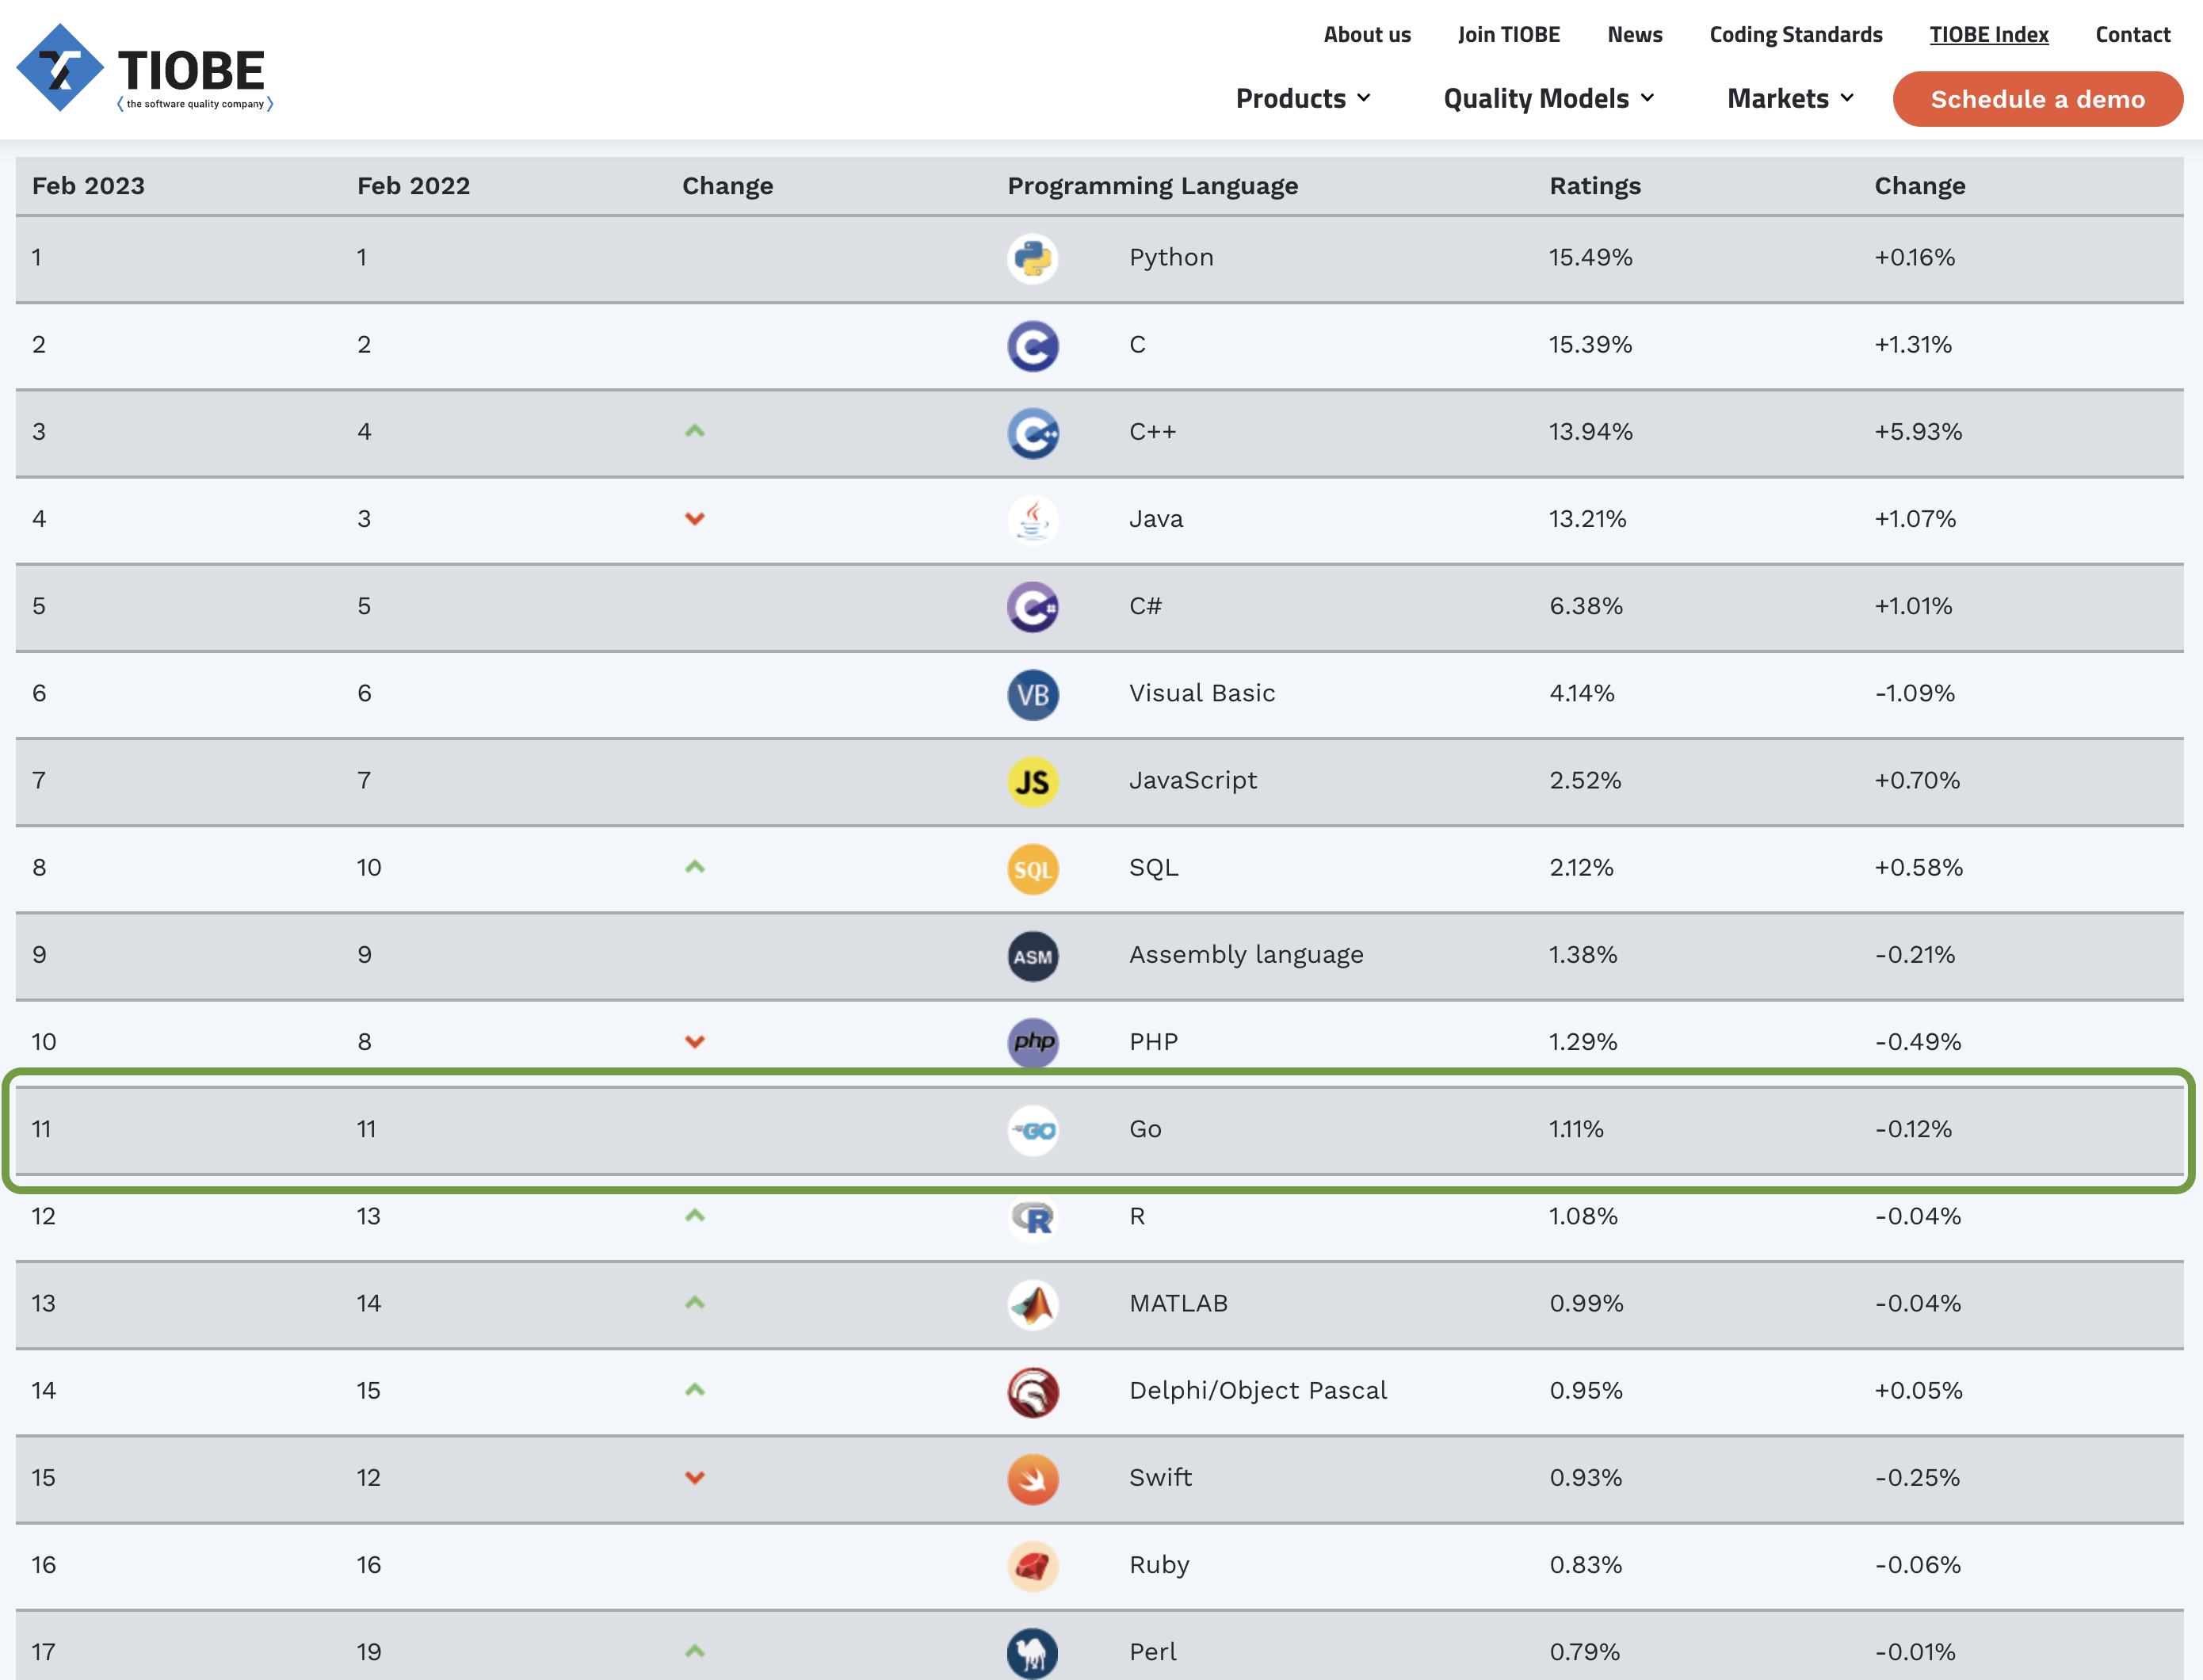 About us Join TIOBE News Coding Standards TIOBE Index Contact
TIOBE
the software quality company
Products Quality Models Markets Schedule a demo
Feb 2023 Feb 2022 Change Programming Language Ratings Change
1 1 Python 15.49% +0.16%
2 2 C 15.39% +1.31%
3 4 C++ 13.94% +5.93%
4 3 Java 13.21% +1.07%
5 5 C# 6.38% +1.01%
6 6 VB Visual Basic 4.14% -1.09%
7 7 JS JavaScript 2.52% +0.70%
8 10 SQL SQL 2.12% +0.58%
9 9 ASM Assembly language 1.38% -0.21%
10 8 php PHP 1.29% -0.49%
11 11 GO Go 1.11% -0.12%
12 13 R R 1.08% -0.04%
13 14 MATLAB 0.99% -0.04%
14 15 Delphi/Object Pascal 0.95% +0.05%
15 12 Swift 0.93% -0.25%
16 16 Ruby 0.83% -0.06%
17 19 Perl 0.79% -0.01%